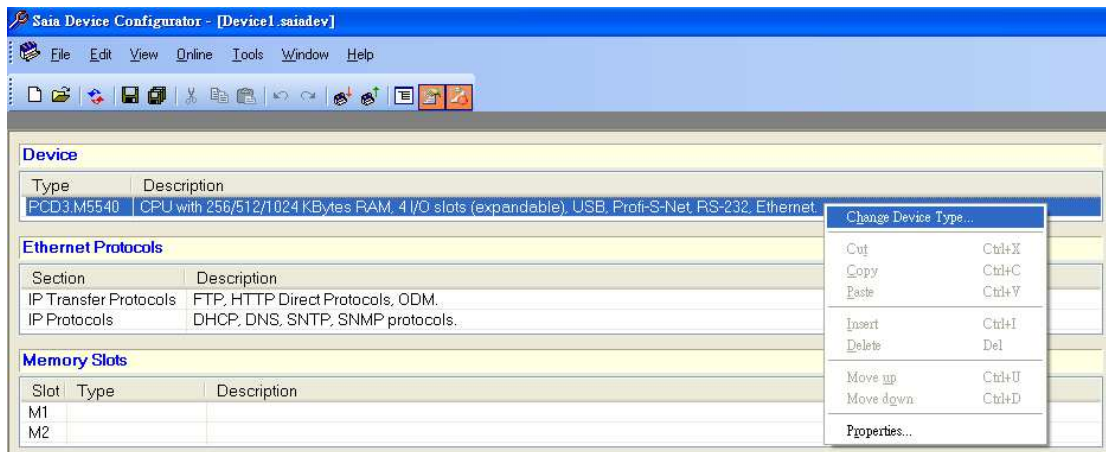 Saia Device Configurator - [Device1.saiadev]
File Edit View Online Tools Window Help
Device
Type Description
PCD3.M5540 CPU with 256/512/1024 KBytes RAM, 4 I/O slots (expandable), USB, Profi-S-Net, RS-232, Ethernet.
Change Device Type...
Cut Ctrl+X
Copy Ctrl+C
Paste Ctrl+V
Insert Ctrl+I
Delete Del
Move up Ctrl+U
Move down Ctrl+D
Properties...
Ethernet Protocols
Section Description
IP Transfer Protocols FTP, HTTP Direct Protocols, ODM.
IP Protocols DHCP, DNS, SNTP, SNMP protocols.
Memory Slots
Slot Type Description
M1
M2